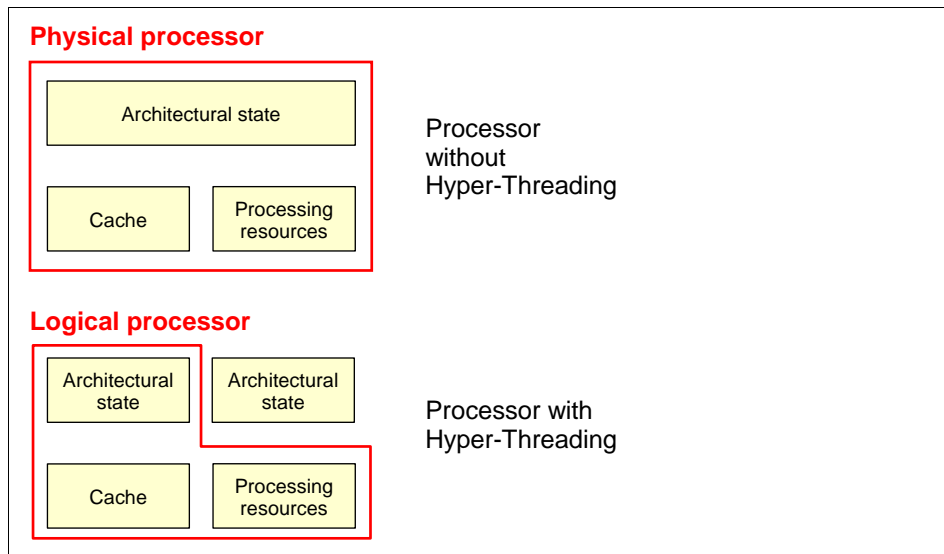 Physical processor
Architectural state
Cache
Processing
resources
Processor
without
Hyper-Threading
Logical processor
Architectural
state
Architectural
state
Cache
Processing
resources
Processor with
Hyper-Threading